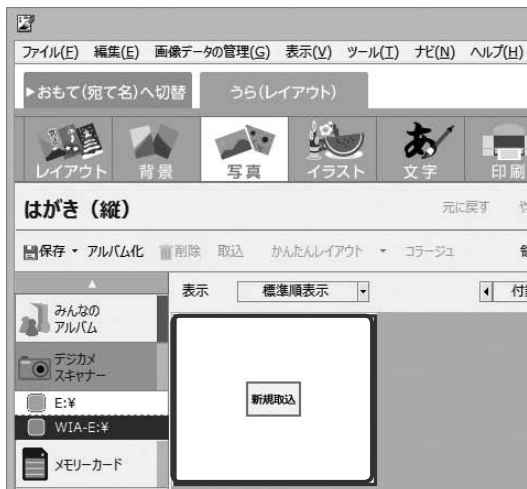 ファイル(F) 編集(E) 画像データの管理(G) 表示(V) ツール(T) ナビ(N) ヘルプ(H)
▶おもて(宛て名)へ切替 うら(レイアウト)
レイアウト 背景 写真 イラスト 文字 印刷
はがき（縦） 元に戻す
保存 アルバム化 削除 取込 かんたんレイアウト コラージュ
表示 標準順表示 付
みんなの
アルバム
デジカメ
スキャナー
E:¥
WIA-E:¥
メモリーカード
新規取込